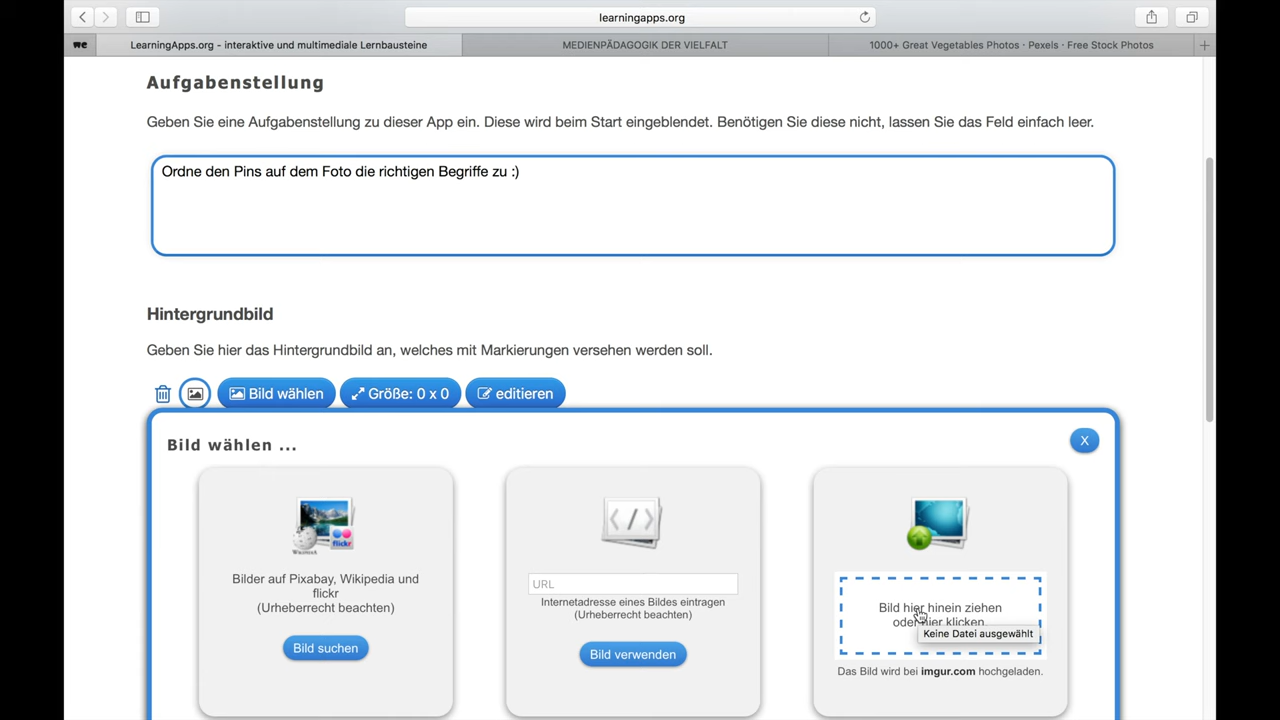 learningapps.org
we
LearningApps.org - interaktive und multimediale Lernbausteine
MEDIENPÄDAGOGIK DER VIELFALT
1000+ Great Vegetables Photos · Pexels · Free Stock Photos
Aufgabenstellung
Geben Sie eine Aufgabenstellung zu dieser App ein. Diese wird beim Start eingeblendet. Benötigen Sie diese nicht, lassen Sie das Feld einfach leer.
Ordne den Pins auf dem Foto die richtigen Begriffe zu :)
Hintergrundbild
Geben Sie hier das Hintergrundbild an, welches mit Markierungen versehen werden soll.
Bild wählen
Größe: 0 x 0
editieren
Bild wählen ...
X
Bilder auf Pixabay, Wikipedia und
flickr
(Urheberrecht beachten)
Bild suchen
</>
URL
Internetadresse eines Bildes eintragen
(Urheberrecht beachten)
Bild verwenden
Bild hier hinein ziehen
oder hier klicken.
Keine Datei ausgewählt
Das Bild wird bei imgur.com hochgeladen.